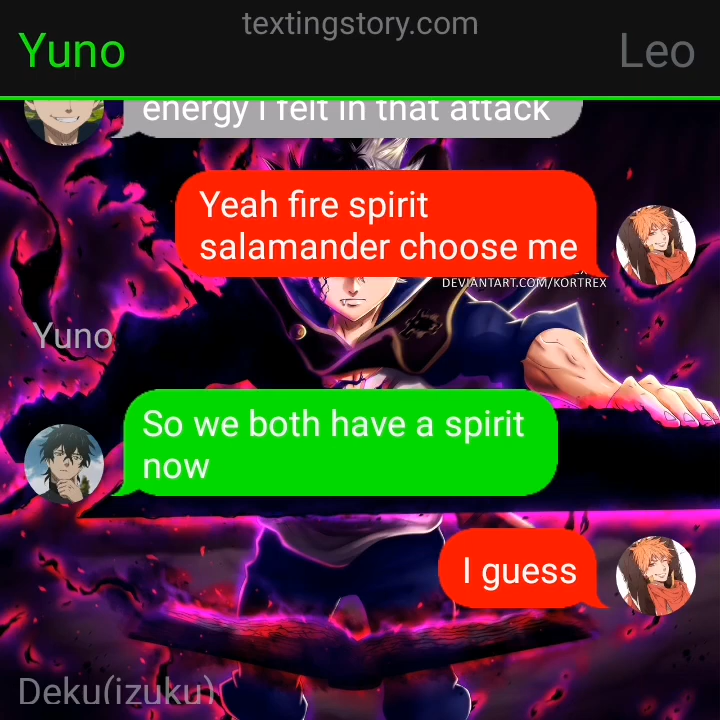 textingstory.com
Yuno
Leo
energy I felt in that attack
Yeah fire spirit
salamander choose me
DEVIANTART.COM/KORTREX
Yuno
So we both have a spirit
now
I guess
Deku(izuku)